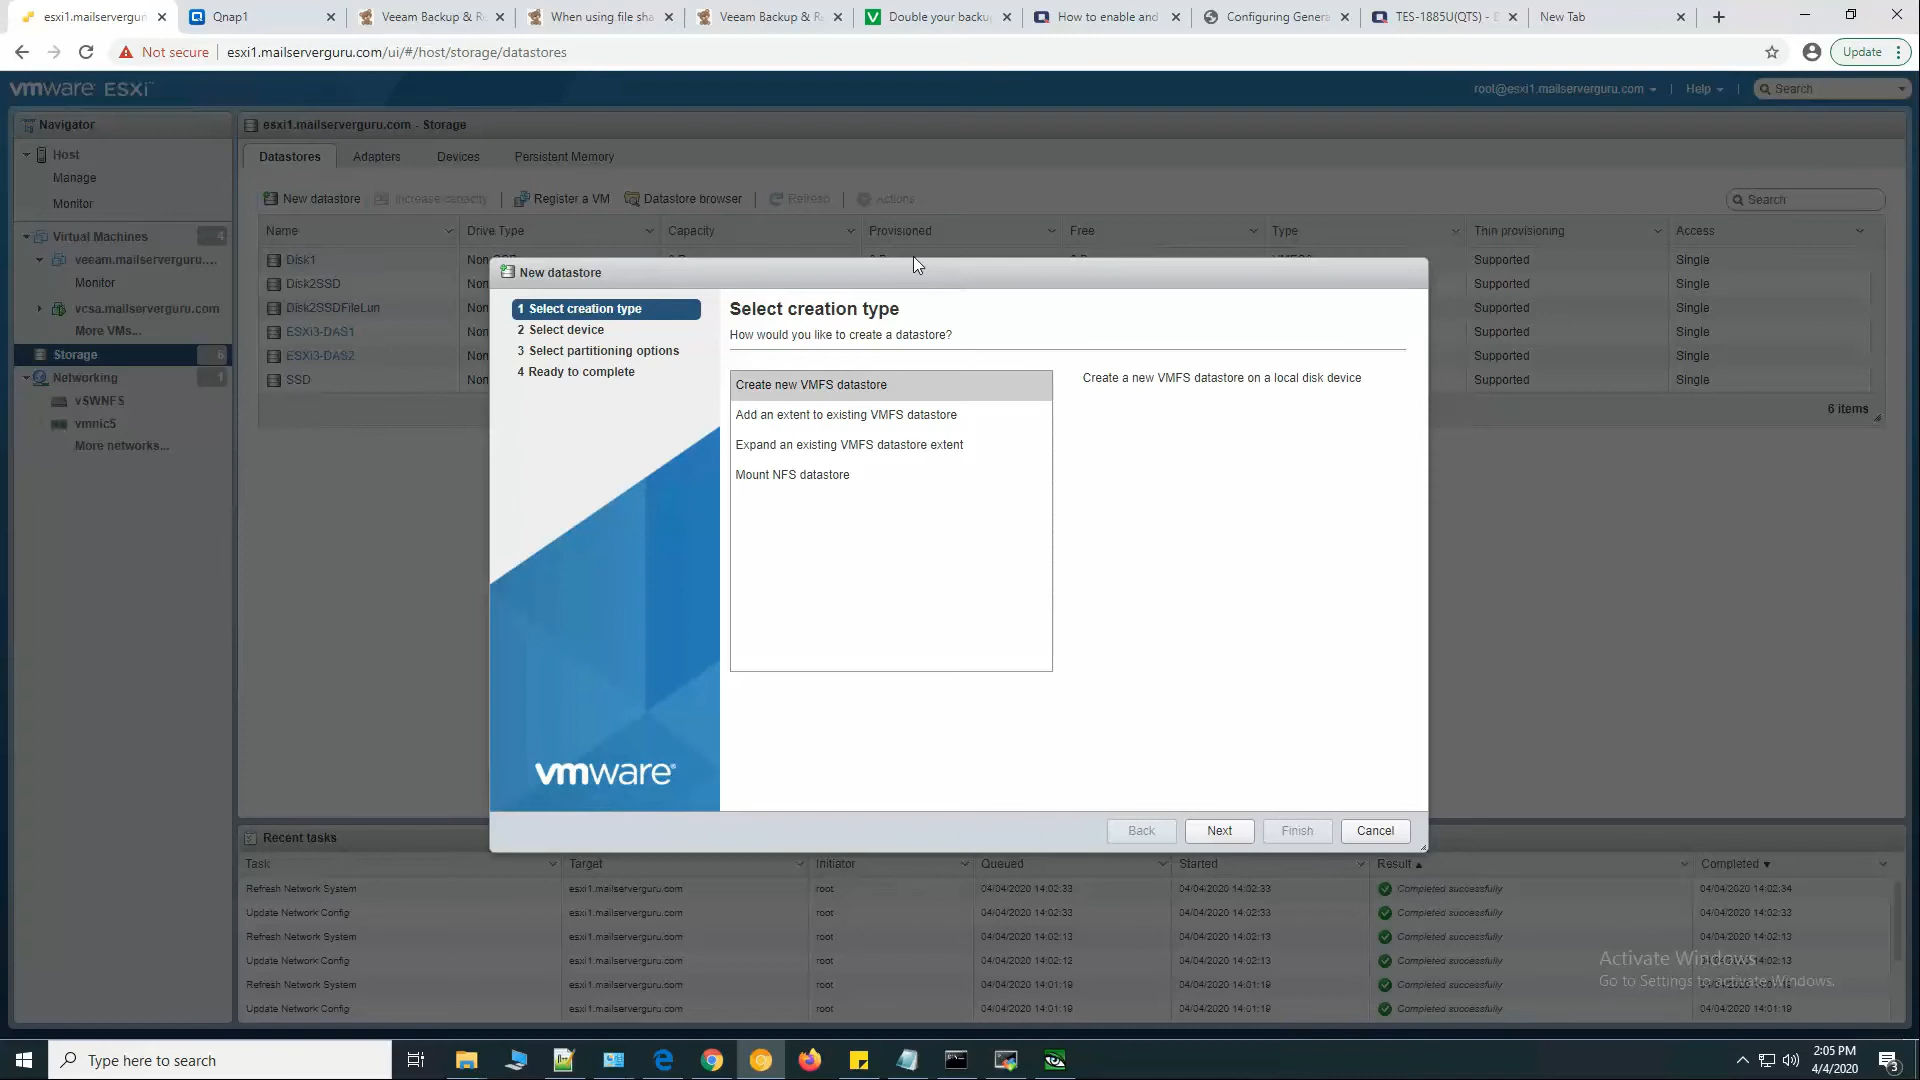 esxi1.mailservergurı
Qnap1
Veeam Backup & R
When using file sha
Veeam Backup & R
Double your backu
How to enable and
Configuring Genera
TES-1885U(QTS) - E
New Tab
Not secure
esxi1.mailserverguru.com/ui/#/host/storage/datastores
Update
vmware ESXi™
root@esxi1.mailserverguru.com
Help
Search
Navigator
esxi1.mailserverguru.com - Storage
Host
Manage
Monitor
Virtual Machines 4
veeam.mailserverguru....
Monitor
vcsa.mailserverguru.com
More VMs...
Storage 6
Networking 1
vSWNFS
vmnic5
More networks...
Datastores
Adapters
Devices
Persistent Memory
New datastore
Increase capacity
Register a VM
Datastore browser
Refresh
Actions
Search
Name
Drive Type
Capacity
Provisioned
Free
Type
Thin provisioning
Access
Disk1
Supported
Single
Disk2SSD
Supported
Single
Disk2SSDFileLun
Supported
Single
ESXi3-DAS1
Supported
Single
ESXi3-DAS2
Supported
Single
SSD
Supported
Single
6 items
New datastore
1 Select creation type
2 Select device
3 Select partitioning options
4 Ready to complete
vmware®
Select creation type
How would you like to create a datastore?
Create new VMFS datastore
Add an extent to existing VMFS datastore
Expand an existing VMFS datastore extent
Mount NFS datastore
Create a new VMFS datastore on a local disk device
Back
Next
Finish
Cancel
Recent tasks
Task
Target
Initiator
Queued
Started
Result
Completed
Refresh Network System esxi1.mailserverguru.com root 04/04/2020 14:02:33 04/04/2020 14:02:33 Completed successfully 04/04/2020 14:02:34
Update Network Config esxi1.mailserverguru.com root 04/04/2020 14:02:33 04/04/2020 14:02:33 Completed successfully 04/04/2020 14:02:33
Refresh Network System esxi1.mailserverguru.com root 04/04/2020 14:02:13 04/04/2020 14:02:13 Completed successfully 04/04/2020 14:02:13
Update Network Config esxi1.mailserverguru.com root 04/04/2020 14:02:12 04/04/2020 14:02:13 Completed successfully 04/04/2020 14:02:13
Refresh Network System esxi1.mailserverguru.com root 04/04/2020 14:01:19 04/04/2020 14:01:19 Completed successfully
Update Network Config esxi1.mailserverguru.com root 04/04/2020 14:01:19 04/04/2020 14:01:19 Completed successfully 04/04/2020 14:01:19
Activate Windows
Go to Settings to activate Windows.
Type here to search
2:05 PM
4/4/2020
3